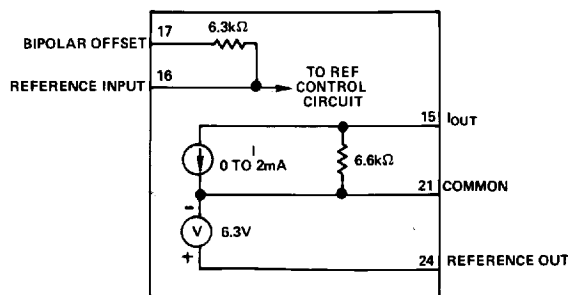 6.3kΩ
BIPOLAR OFFSET 17
REFERENCE INPUT 16
TO REF
CONTROL
CIRCUIT
15 IOUT
I
0 TO 2mA
6.6kΩ
21 COMMON
-
V 6.3V
+
24 REFERENCE OUT